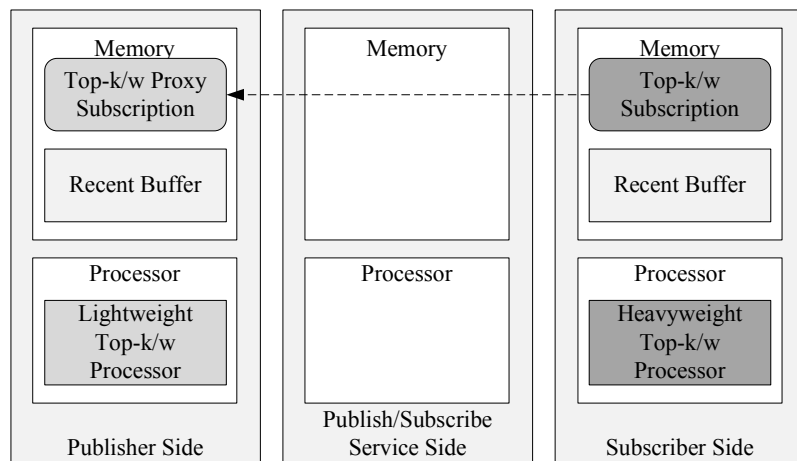 Memory
Top-k/w Proxy
Subscription
Recent Buffer
Processor
Lightweight
Top-k/w
Processor
Publisher Side
Memory
Processor
Publish/Subscribe
Service Side
Memory
Top-k/w
Subscription
Recent Buffer
Processor
Heavyweight
Top-k/w
Processor
Subscriber Side